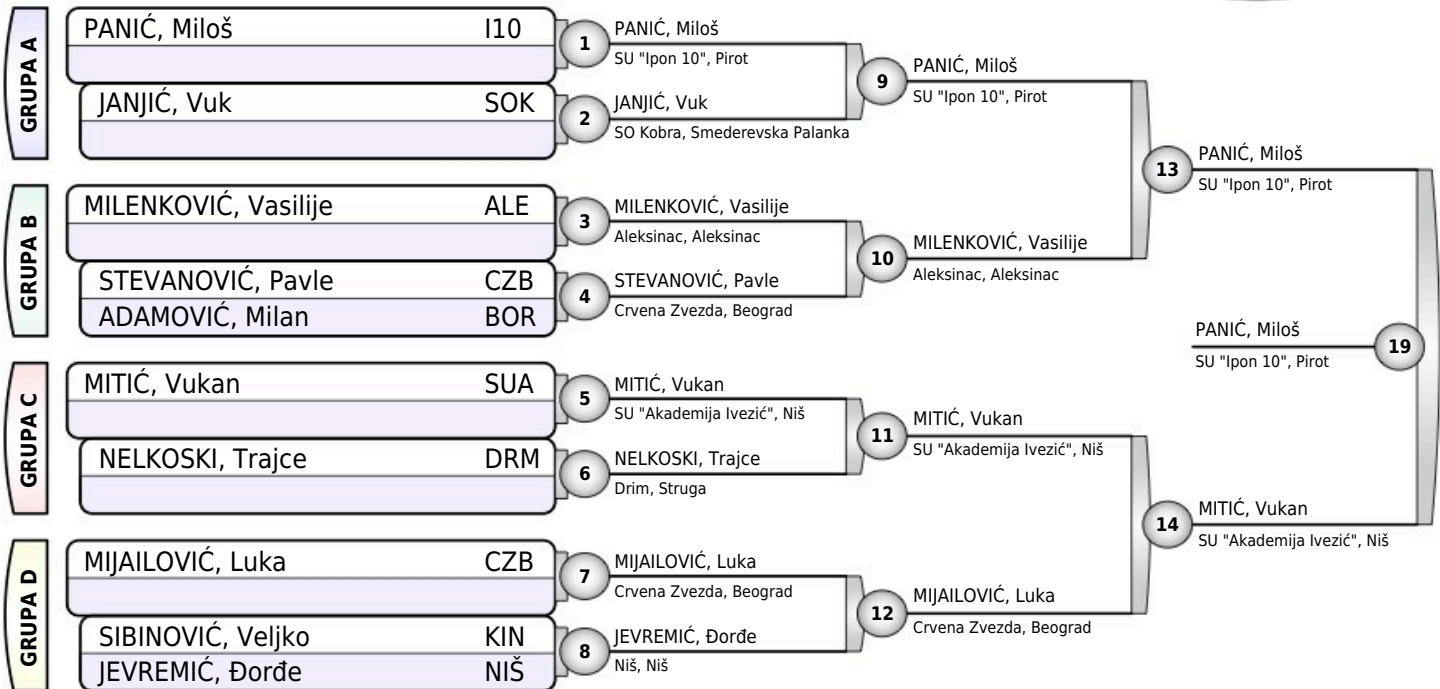 GRUPA A
PANIĆ, Miloš I10
JANJIĆ, Vuk SOK
GRUPA B
MILENKOVIĆ, Vasilije ALE
STEVANOVIĆ, Pavle CZB
ADAMOVIĆ, Milan BOR
GRUPA C
MITIĆ, Vukan SUA
NELKOSKI, Trajce DRM
GRUPA D
MIJAILOVIĆ, Luka CZB
SIBINOVIĆ, Veljko KIN
JEVREMIĆ, Đorđe NIŠ
1
PANIĆ, Miloš
SU "Ipon 10", Pirot
2
JANJIĆ, Vuk
SO Kobra, Smederevska Palanka
3
MILENKOVIĆ, Vasilije
Aleksinac, Aleksinac
4
STEVANOVIĆ, Pavle
Crvena Zvezda, Beograd
5
MITIĆ, Vukan
SU "Akademija Ivezić", Niš
6
NELKOSKI, Trajce
Drim, Struga
7
MIJAILOVIĆ, Luka
Crvena Zvezda, Beograd
8
JEVREMIĆ, Đorđe
Niš, Niš
9
PANIĆ, Miloš
SU "Ipon 10", Pirot
10
MILENKOVIĆ, Vasilije
Aleksinac, Aleksinac
11
MITIĆ, Vukan
SU "Akademija Ivezić", Niš
12
MIJAILOVIĆ, Luka
Crvena Zvezda, Beograd
13
PANIĆ, Miloš
SU "Ipon 10", Pirot
14
MITIĆ, Vukan
SU "Akademija Ivezić", Niš
PANIĆ, Miloš
SU "Ipon 10", Pirot
19